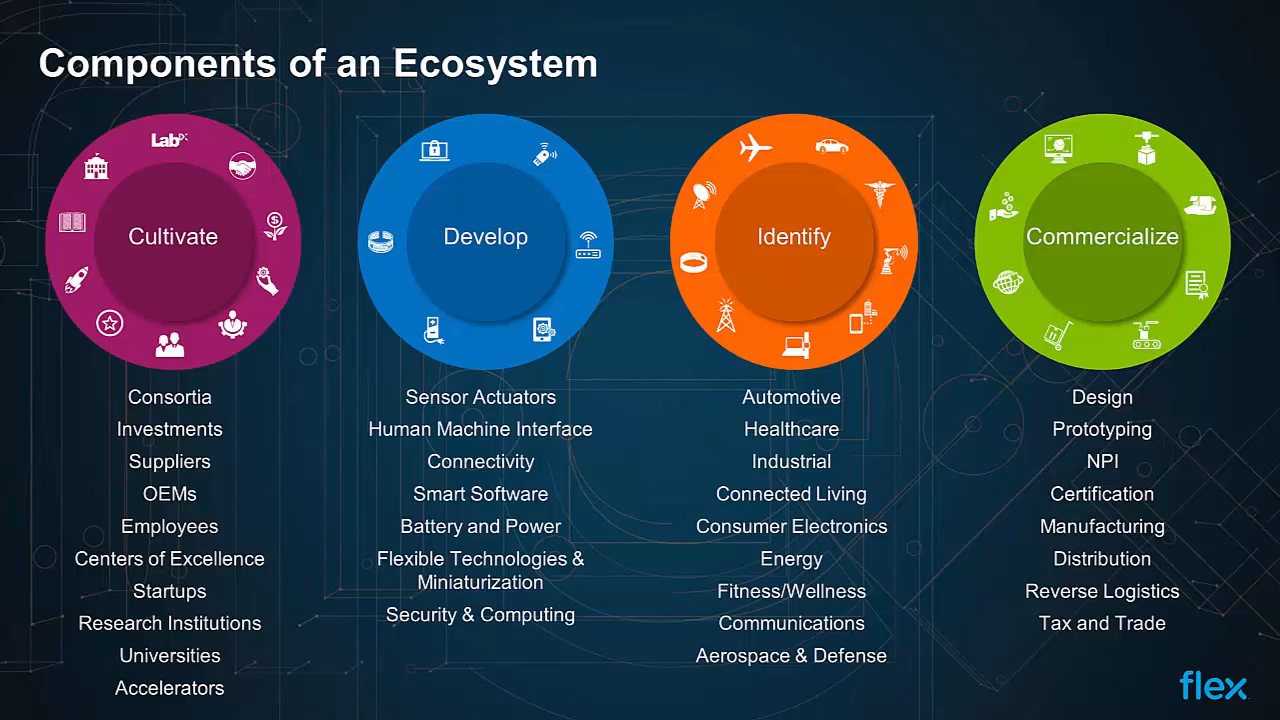 Components of an Ecosystem
Lab IX
Cultivate
Develop
Identify
Commercialize
Consortia
Investments
Suppliers
OEMs
Employees
Centers of Excellence
Startups
Research Institutions
Universities
Accelerators
Sensor Actuators
Human Machine Interface
Connectivity
Smart Software
Battery and Power
Flexible Technologies &
Miniaturization
Security & Computing
Automotive
Healthcare
Industrial
Connected Living
Consumer Electronics
Energy
Fitness/Wellness
Communications
Aerospace & Defense
Design
Prototyping
NPI
Certification
Manufacturing
Distribution
Reverse Logistics
Tax and Trade
flex